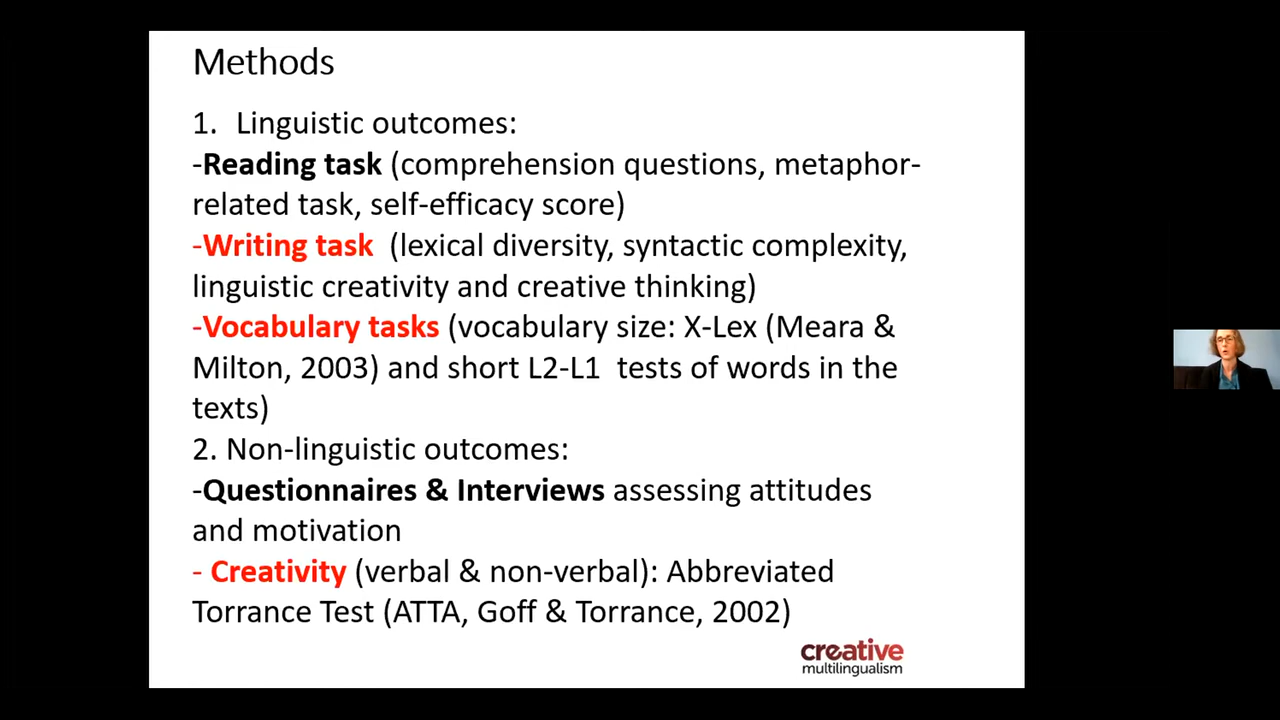 Methods
1. Linguistic outcomes:
-Reading task (comprehension questions, metaphor-
related task, self-efficacy score)
-Writing task (lexical diversity, syntactic complexity,
linguistic creativity and creative thinking)
-Vocabulary tasks (vocabulary size: X-Lex (Meara &
Milton, 2003) and short L2-L1 tests of words in the
texts)
2. Non-linguistic outcomes:
-Questionnaires & Interviews assessing attitudes
and motivation
- Creativity (verbal & non-verbal): Abbreviated
Torrance Test (ATTA, Goff & Torrance, 2002)
creative
multilingualism